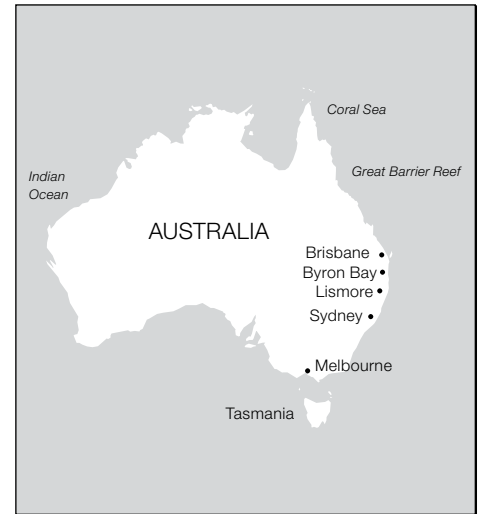 Coral Sea
Great Barrier Reef
Indian
Ocean
AUSTRALIA
Brisbane
Byron Bay
Lismore
Sydney
Melbourne
Tasmania